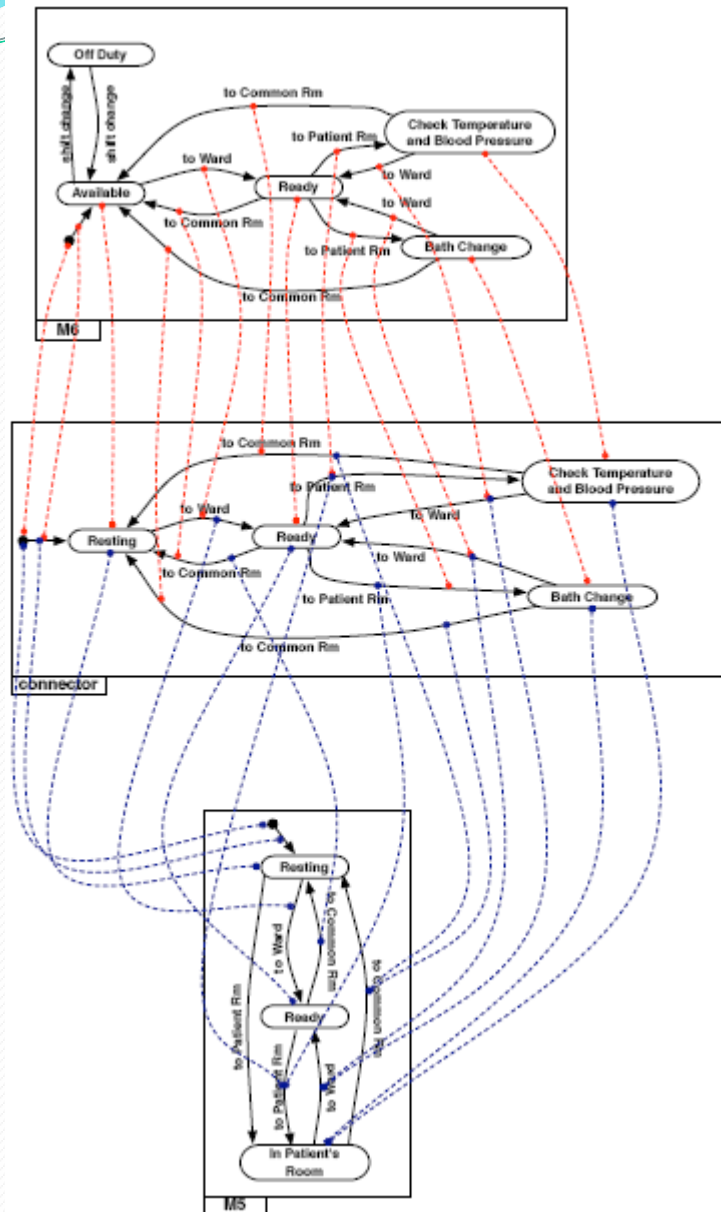 Off Duty
shift change
shift change
to Common Rm
Check Temperature
and Blood Pressure
to Patient Rm
to Ward
to Ward
Available
Ready
to Ward
to Common Rm
to Patient Rm
Bath Change
to Common Rm
M6
to Common Rm
Check Temperature
and Blood Pressure
to Patient Rm
to Ward
to Ward
Resting
Ready
to Common Rm
to Ward
to Patient Rm
Bath Change
to Common Rm
connector
Resting
to Ward
to Common Rm
to Patient Rm
to Common Rm
Ready
to Patient Rm
to Ward
In Patient's
Room
M5